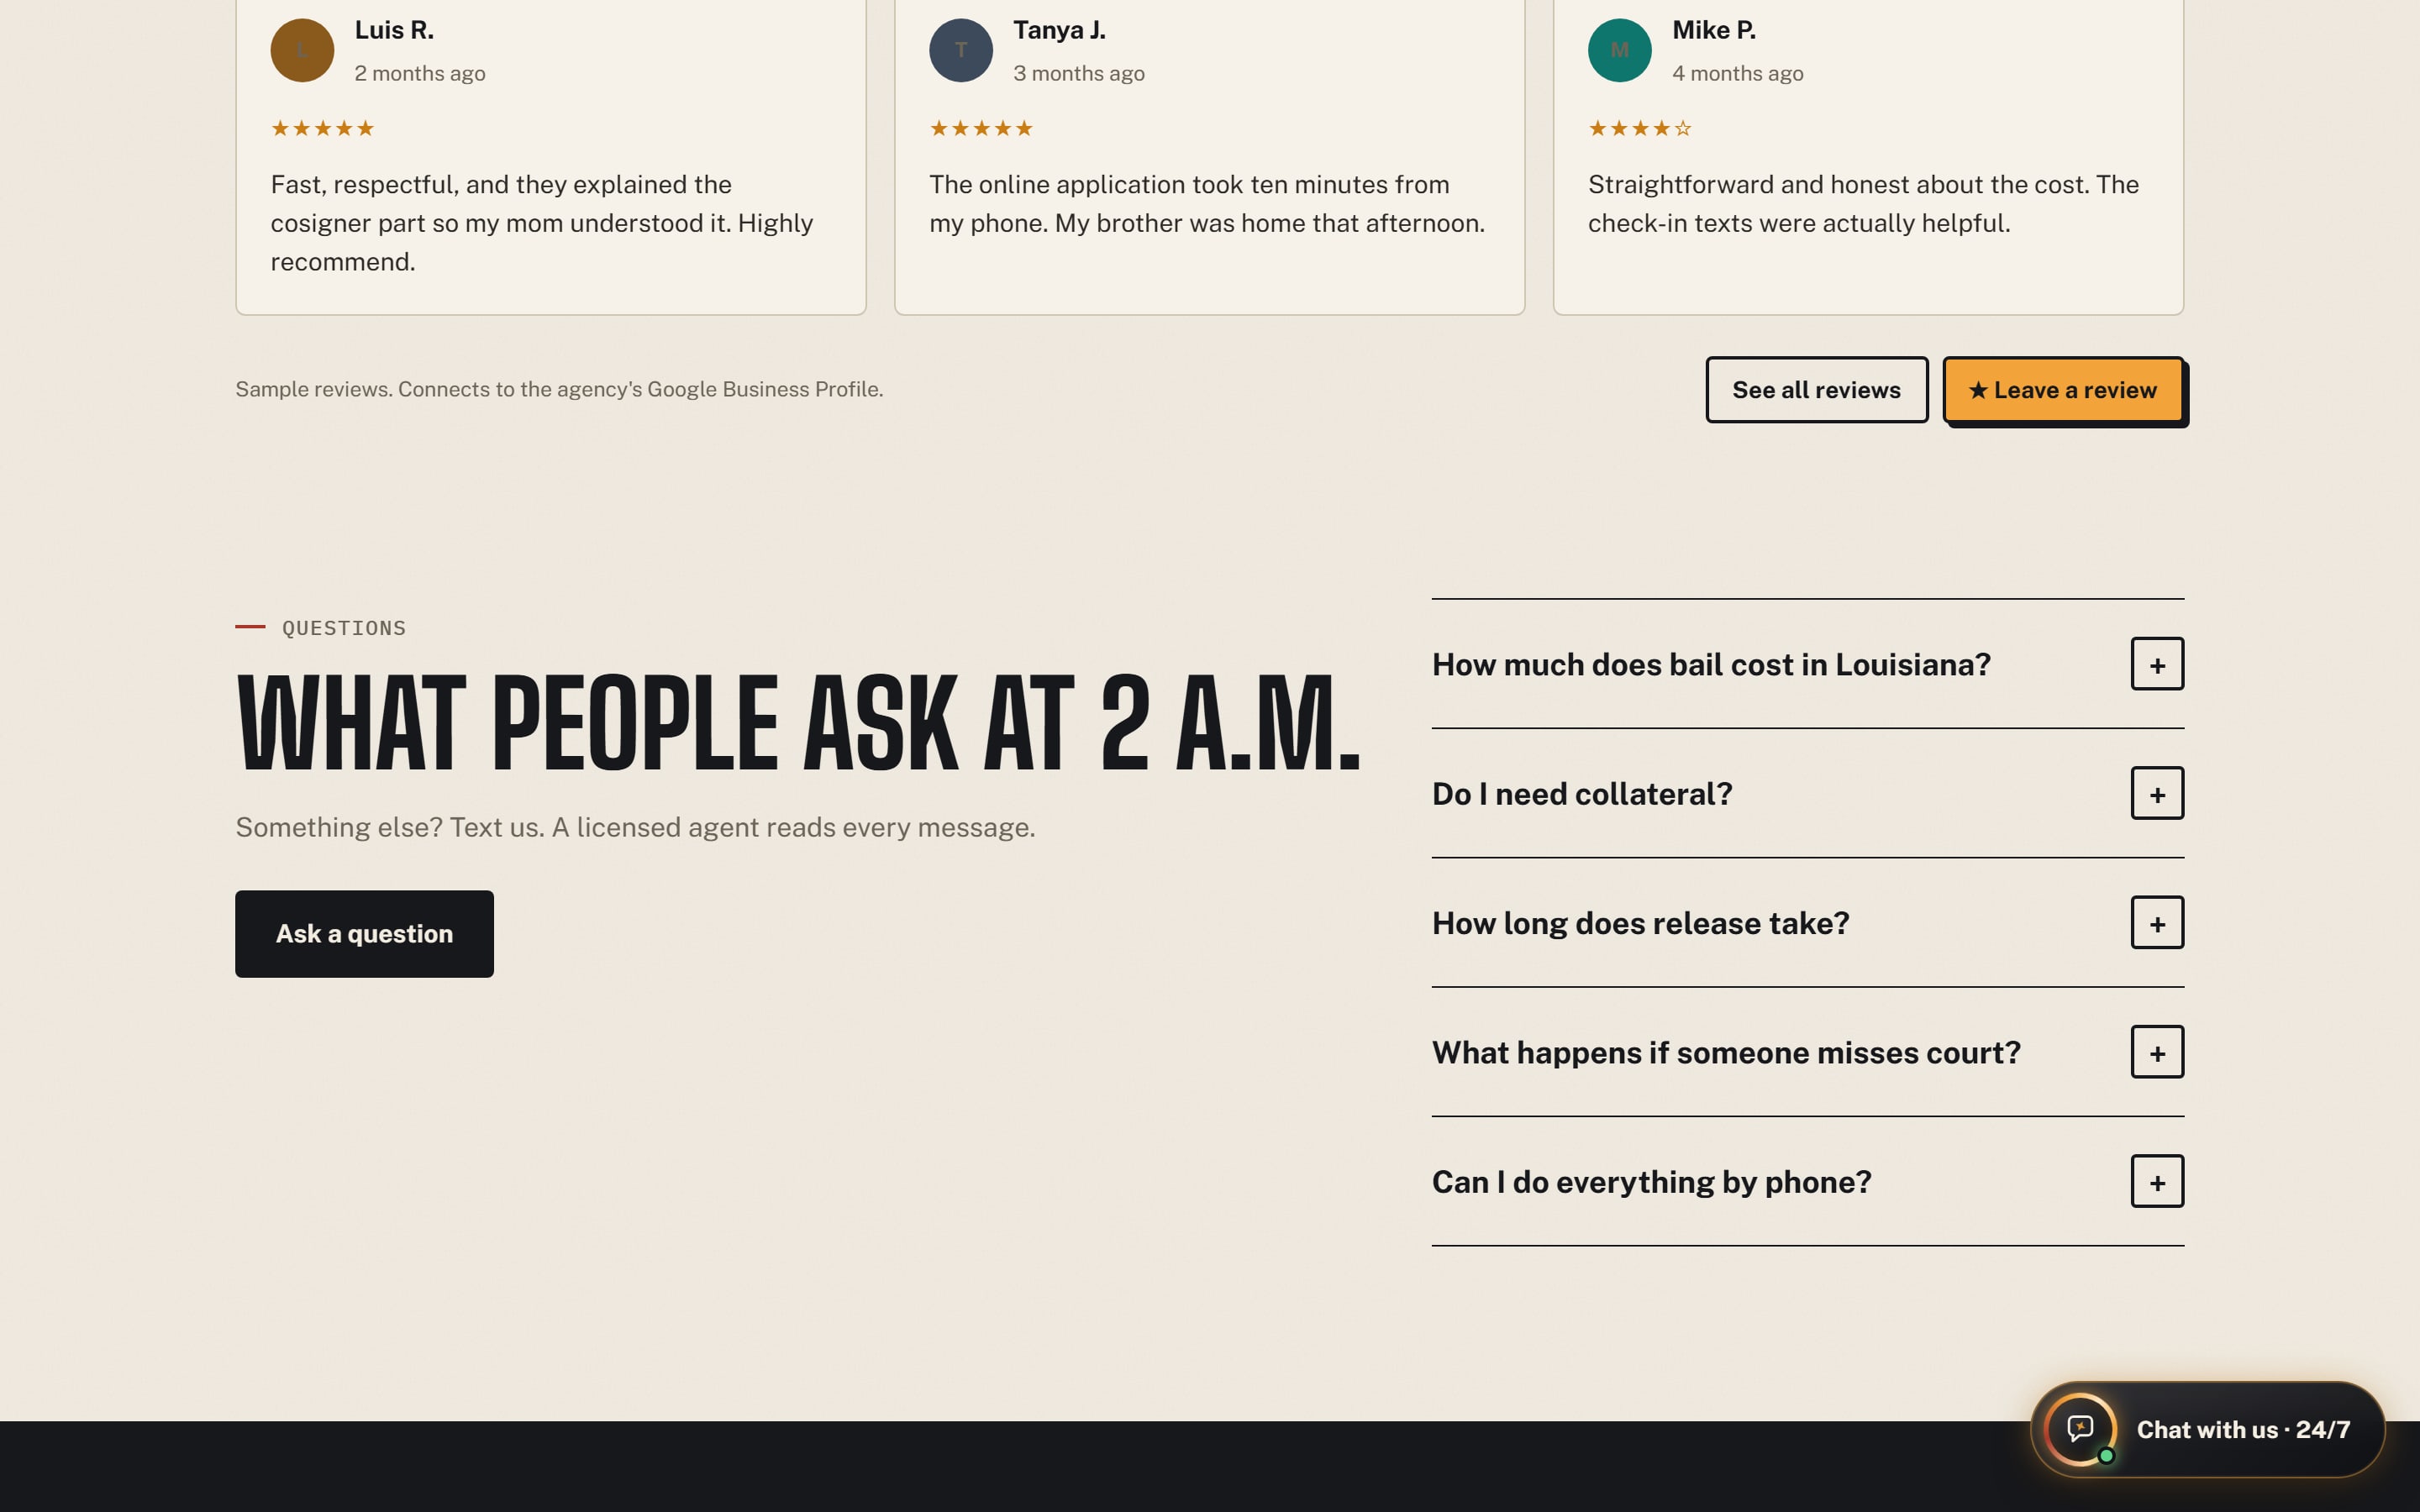 Luis R.
2 months ago
★★★★★
Fast, respectful, and they explained the
cosigner part so my mom understood it. Highly
recommend.
T
Tanya J.
3 months ago
★★★★★
The online application took ten minutes from
my phone. My brother was home that afternoon.
M
Mike P.
4 months ago
★★★★☆
Straightforward and honest about the cost. The
check-in texts were actually helpful.
Sample reviews. Connects to the agency's Google Business Profile.
See all reviews
★ Leave a review
QUESTIONS
WHAT PEOPLE ASK AT 2 A.M.
Something else? Text us. A licensed agent reads every message.
Ask a question
How much does bail cost in Louisiana?
+
Do I need collateral?
+
How long does release take?
+
What happens if someone misses court?
+
Can I do everything by phone?
+
Chat with us · 24/7